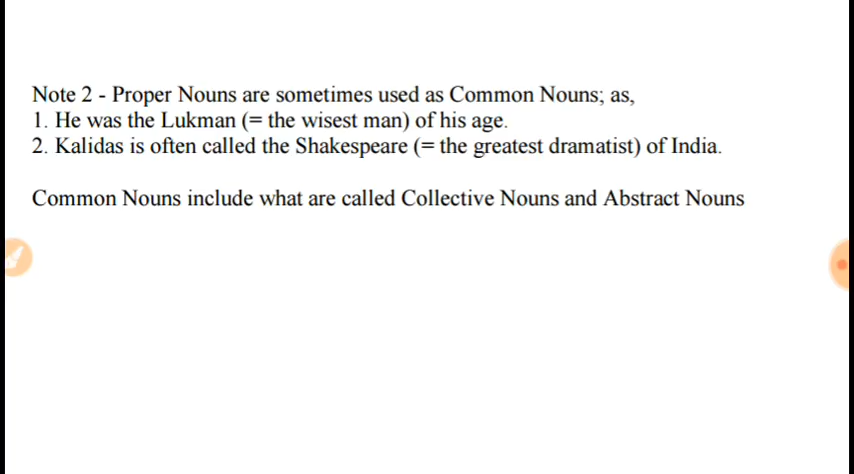 Note 2 - Proper Nouns are sometimes used as Common Nouns; as,
1. He was the Lukman (= the wisest man) of his age.
2. Kalidas is often called the Shakespeare (= the greatest dramatist) of India.
Common Nouns include what are called Collective Nouns and Abstract Nouns